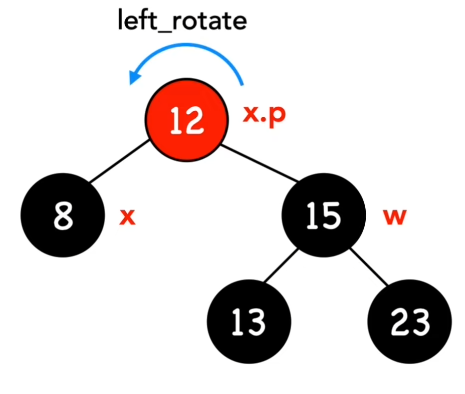 left_rotate
12 x.p
8 x 15 w
13 23